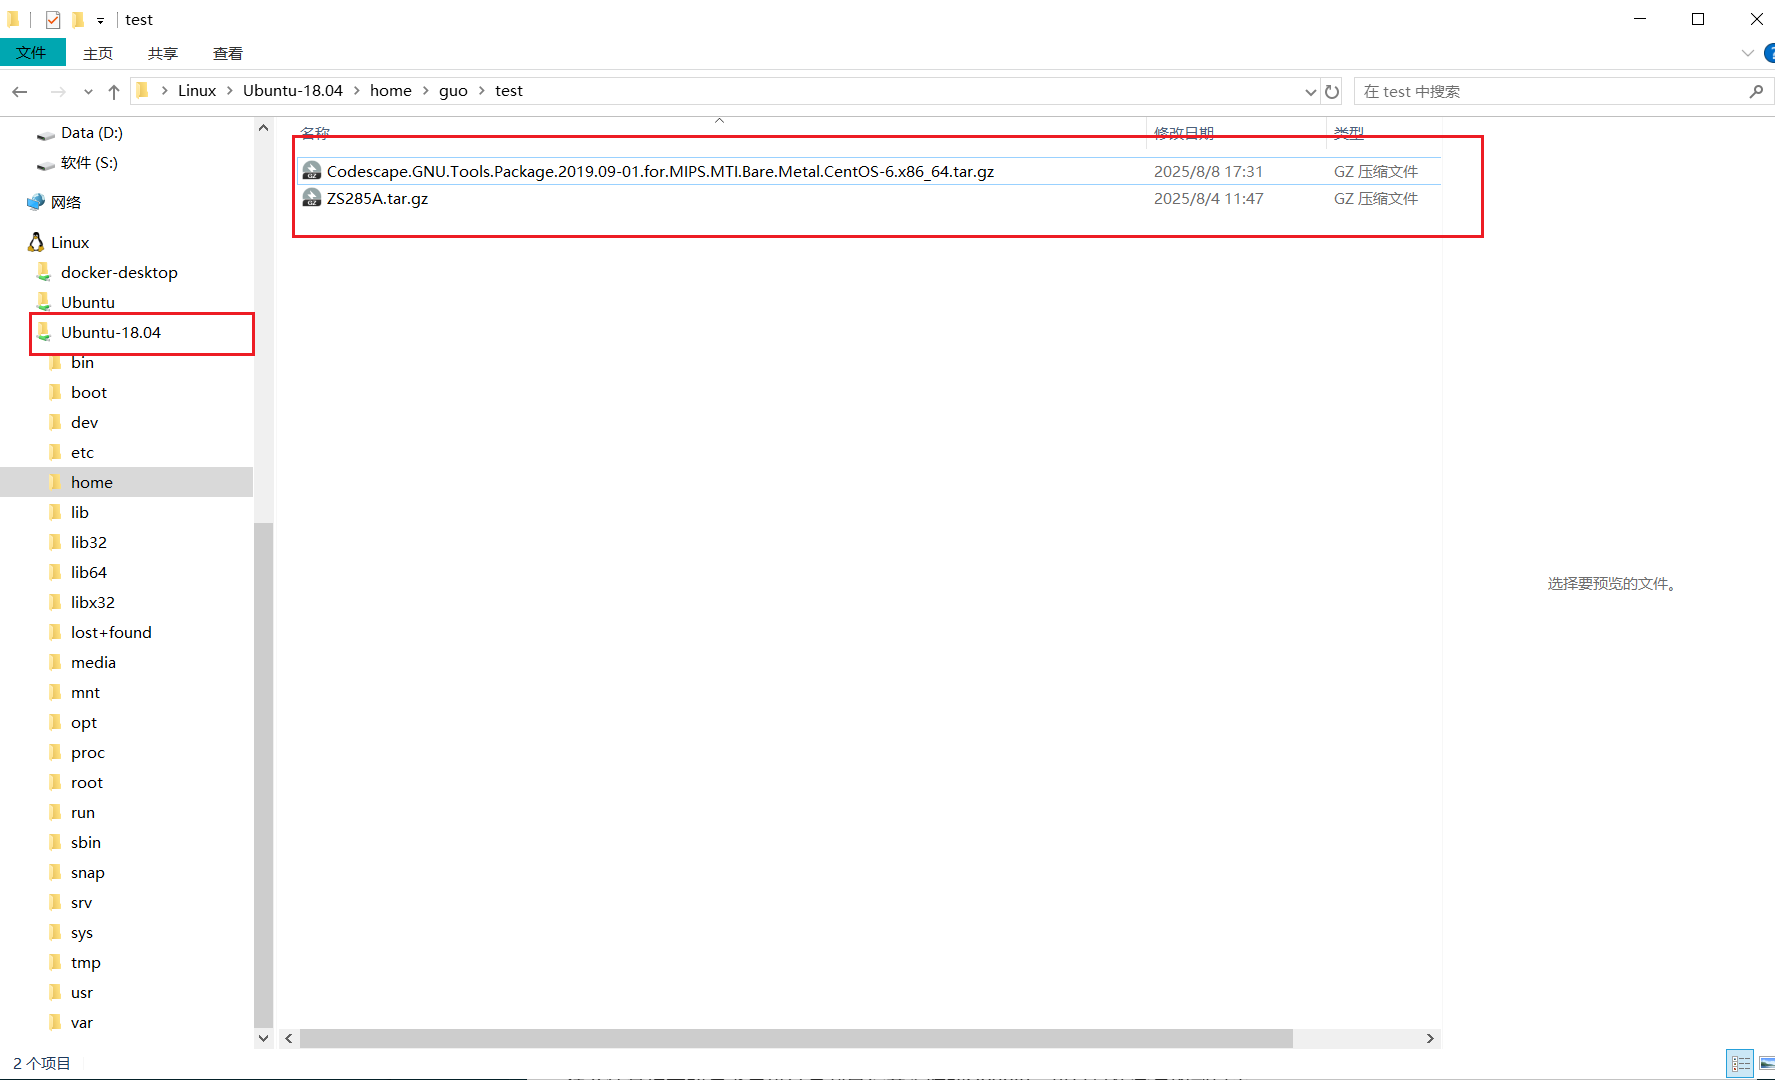 test
文件 主页 共享 查看
Linux Ubuntu-18.04 home guo test
在 test 中搜索
Data (D:)
软件 (S:)
网络
Linux
docker-desktop
Ubuntu
Ubuntu-18.04
bin
boot
dev
etc
home
lib
lib32
lib64
libx32
lost+found
media
mnt
opt
proc
root
run
sbin
snap
srv
sys
tmp
usr
var
名称 修改日期 类型
Codescape.GNU.Tools.Package.2019.09-01.for.MIPS.MTI.Bare.Metal.CentOS-6.x86_64.tar.gz 2025/8/8 17:31 GZ 压缩文件
ZS285A.tar.gz 2025/8/4 11:47 GZ 压缩文件
选择要预览的文件。
2 个项目